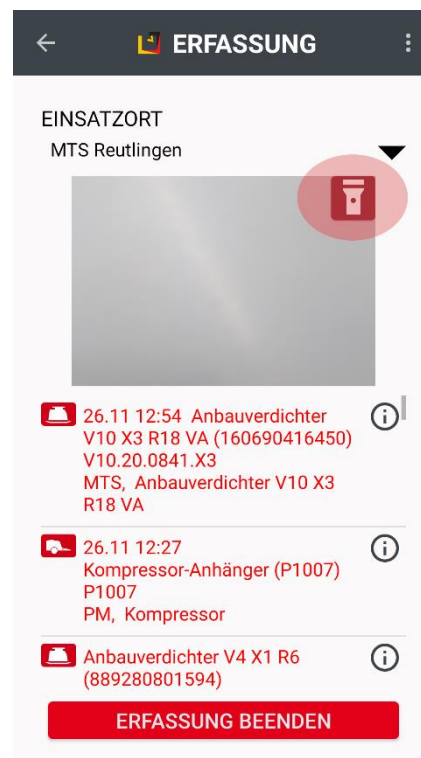 ERFASSUNG
EINSATZORT
MTS Reutlingen
26.11 12:54 Anbauverdichter
V10 X3 R18 VA (160690416450)
V10.20.0841.X3
MTS, Anbauverdichter V10 X3
R18 VA
26.11 12:27
Kompressor-Anhänger (P1007)
P1007
PM, Kompressor
Anbauverdichter V4 X1 R6
(889280801594)
ERFASSUNG BEENDEN